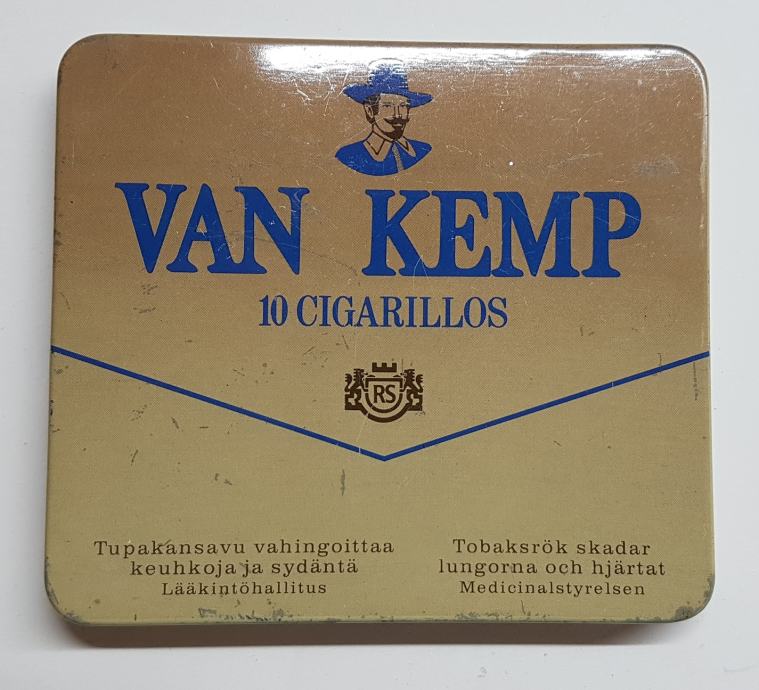 VAN KEMP
10 CIGARILLOS
RS
Tupakansavu vahingoittaa
keuhkoja ja sydäntä
Lääkintöhallitus
Tobaksrök skadar
lungorna och hjärtat
Medicinalstyrelsen